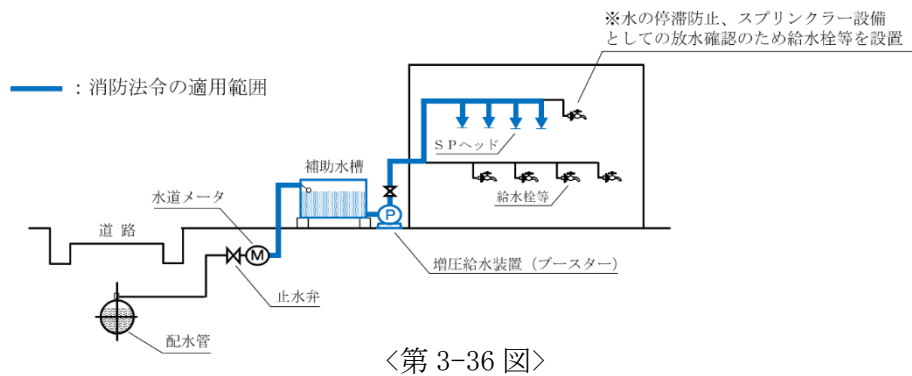 ※水の停滞防止、スプリンクラー設備
としての放水確認のため給水栓等を設置
：消防法令の適用範囲
SPヘッド
補助水槽
水道メータ
給水栓等
P
道路
M
増圧給水装置（ブースター）
止水弁
配水管
<第 3-36 図>